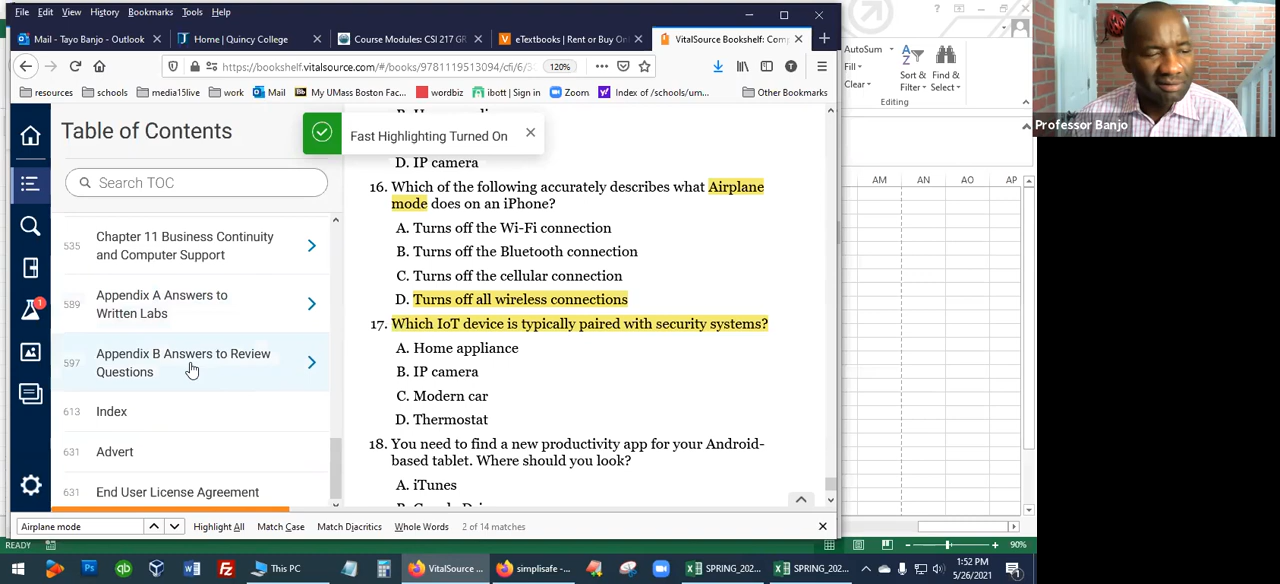 File Edit View History Bookmarks Tools Help
Mail - Tayo Banjo - Outlook
Home | Quincy College
Course Modules: CSI 217 GR
eTextbooks | Rent or Buy On
VitalSource Bookshelf: Com
https://bookshelf.vitalsource.com/#/books/9781119513094/cfi/6/3
120%
resources schools media15live work Mail My UMass Boston Fac... wordbiz ibott | Sign in Zoom Index of /schools/um... Other Bookmarks
AutoSum
Fill
Clear
Sort &
Filter
Find &
Select
Editing
Professor Banjo
AM AN AO AP
Table of Contents
Search TOC
535 Chapter 11 Business Continuity
and Computer Support
589 Appendix A Answers to
Written Labs
597 Appendix B Answers to Review
Questions
613 Index
631 Advert
631 End User License Agreement
1
Fast Highlighting Turned On
D. IP camera
16. Which of the following accurately describes what Airplane
mode does on an iPhone?
A. Turns off the Wi-Fi connection
B. Turns off the Bluetooth connection
C. Turns off the cellular connection
D. Turns off all wireless connections
17. Which IoT device is typically paired with security systems?
A. Home appliance
B. IP camera
C. Modern car
D. Thermostat
18. You need to find a new productivity app for your Android-
based tablet. Where should you look?
A. iTunes
Airplane mode Highlight All Match Case Match Diacritics Whole Words 2 of 14 matches
READY
90%
This PC
VitalSource ...
simplisafe -...
SPRING_202...
SPRING_202...
1:52 PM
5/26/2021